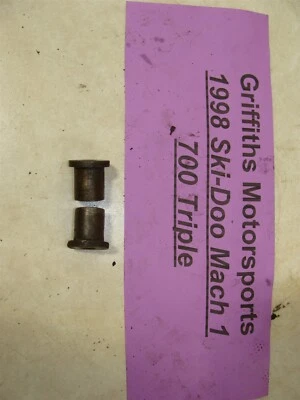 Griffiths Motorsports
1998 Ski-Doo Mach 1
700 Triple